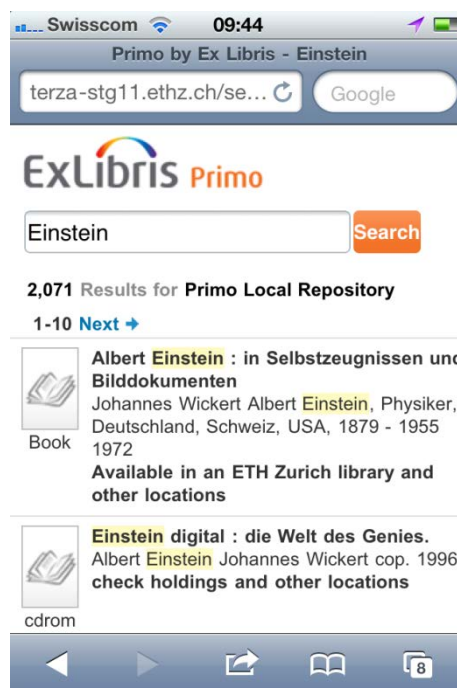 Swisscom 09:44
Primo by Ex Libris - Einstein
terza-stg11.ethz.ch/se... Google
ExLibris Primo
Einstein Search
2,071 Results for Primo Local Repository
1-10 Next
Albert Einstein : in Selbstzeugnissen und
Bilddokumenten
Johannes Wickert Albert Einstein, Physiker,
Deutschland, Schweiz, USA, 1879 - 1955
Book 1972
Available in an ETH Zurich library and
other locations
Einstein digital : die Welt des Genies.
Albert Einstein Johannes Wickert cop. 1996
check holdings and other locations
cdrom
8